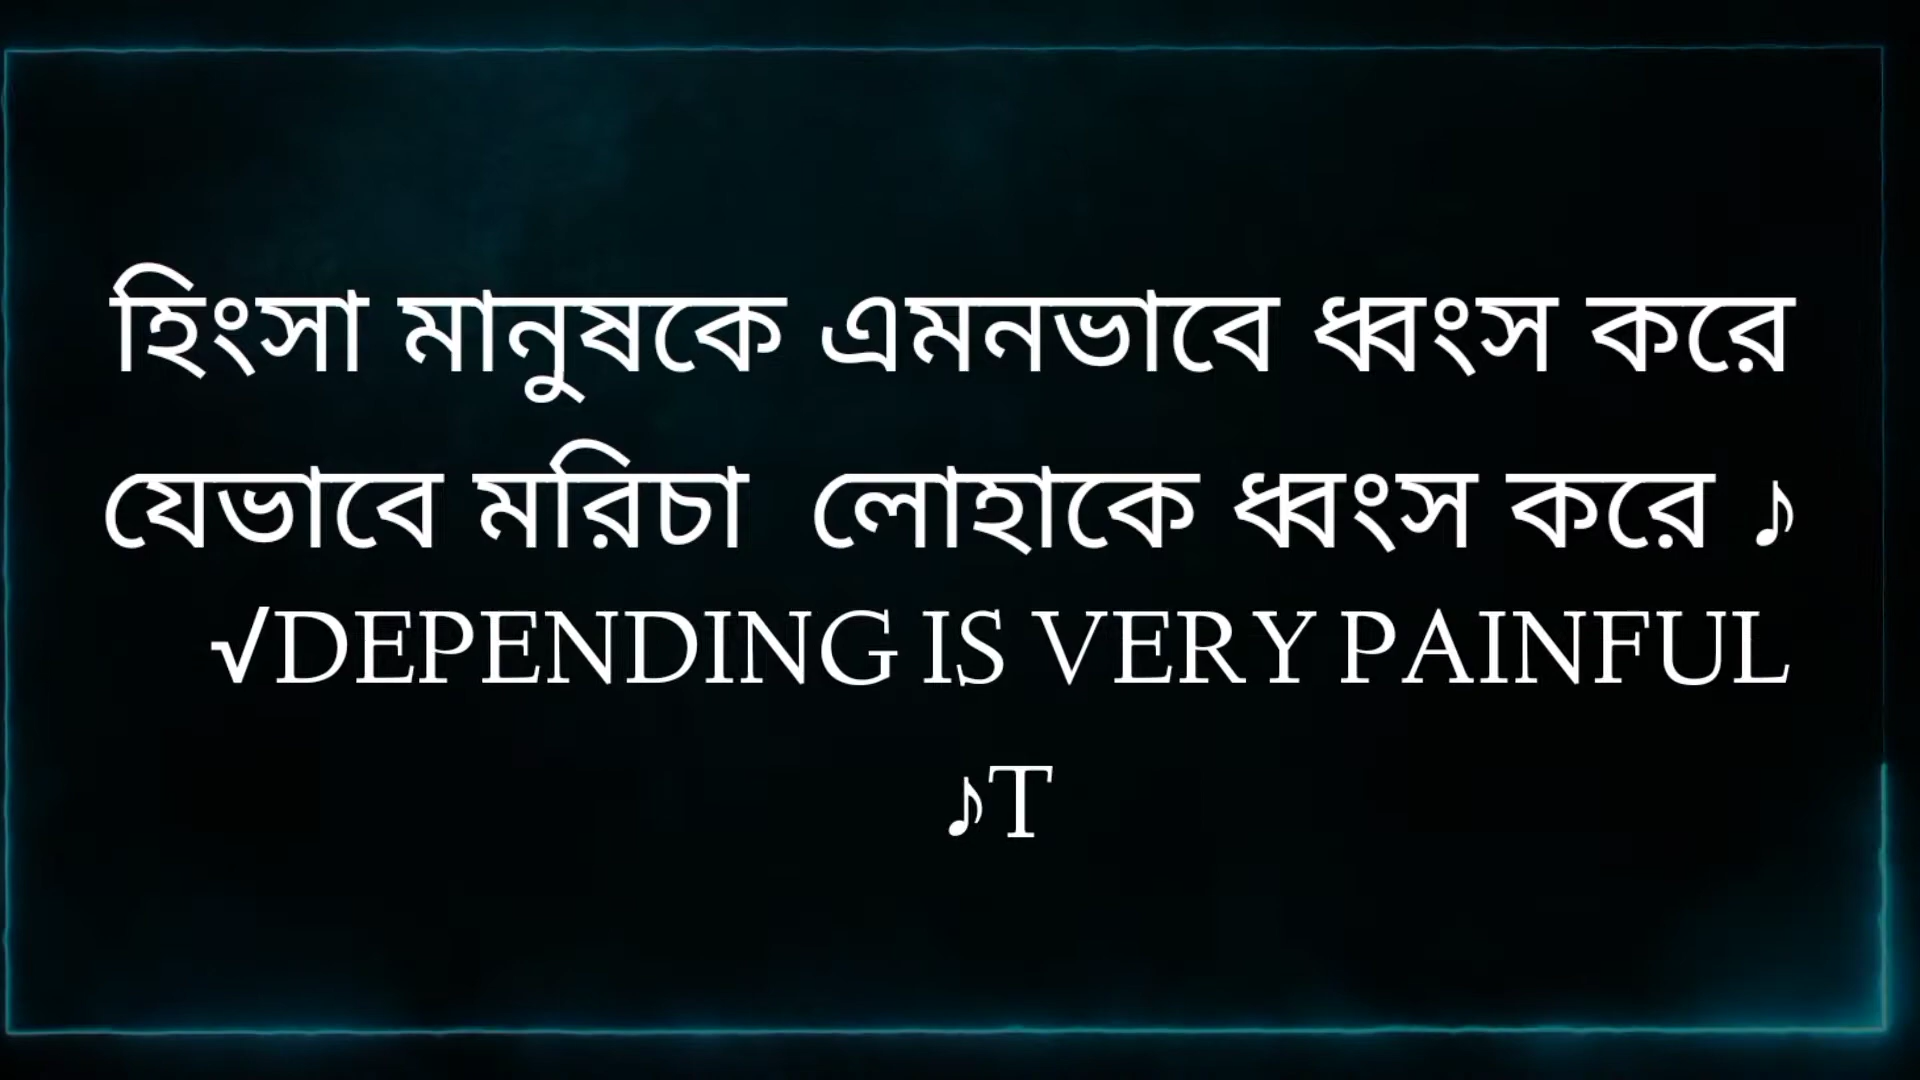 হিংসা মানুষকে এমনভাবে ধ্বংস করে
যেভাবে মরিচা লোহাকে ধ্বংস করে ♪
√DEPENDING IS VERY PAINFUL
♪T